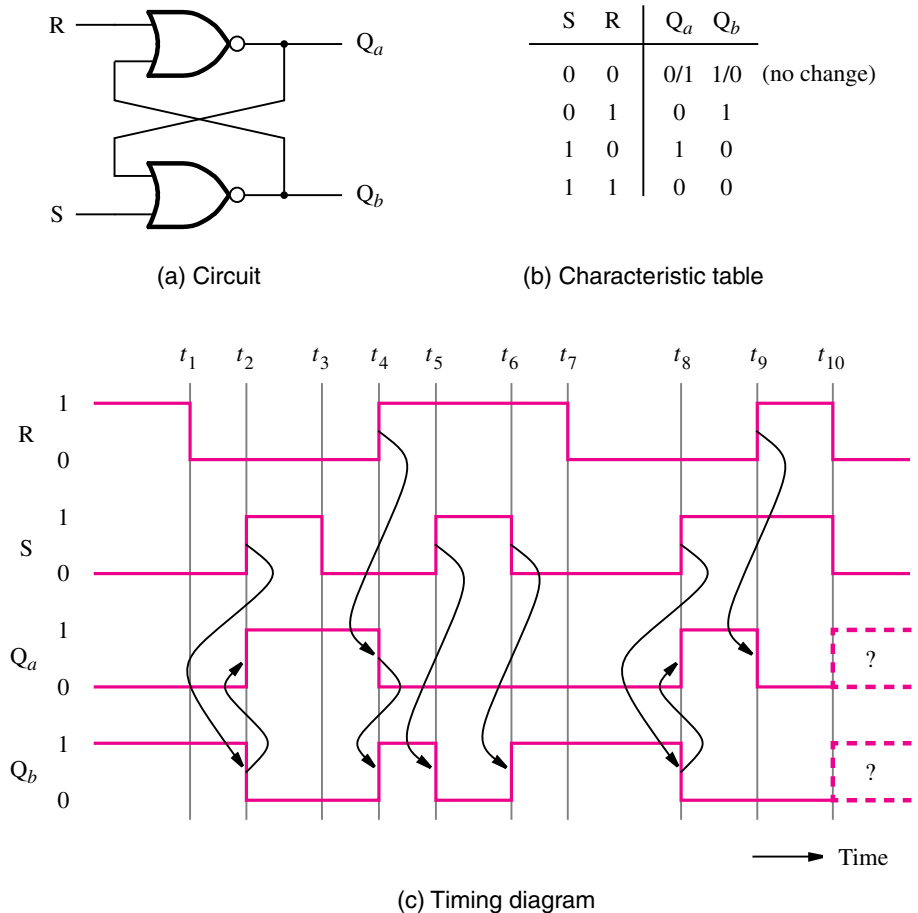 R
Q_a
Q_b
S
(a) Circuit
S R Q_a Q_b
0 0 0/1 1/0 (no change)
0 1 0 1
1 0 1 0
1 1 0 0
(b) Characteristic table
t_1 t_2 t_3 t_4 t_5 t_6 t_7 t_8 t_9 t_10
1
R
0
1
S
0
1
Q_a ?
0
1
Q_b ?
0
Time
(c) Timing diagram